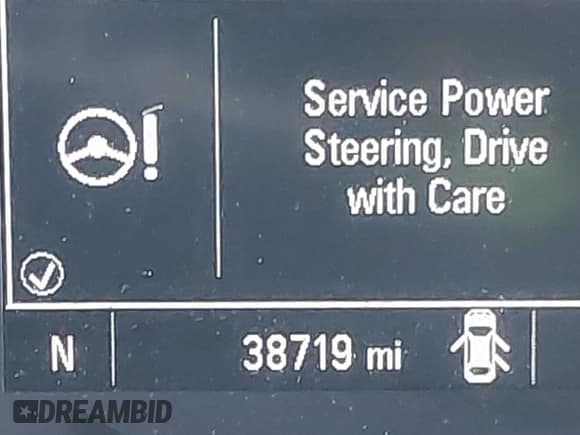 Service Power
Steering, Drive
with Care
N
38719 mi
DREAMBID